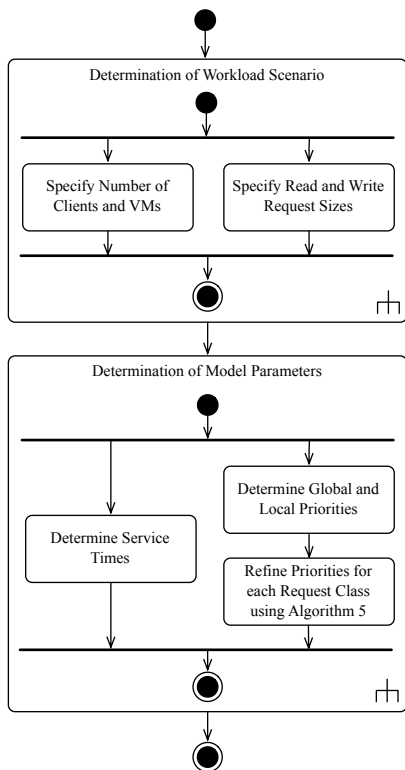 Determination of Workload Scenario
Specify Number of
Clients and VMs
Specify Read and Write
Request Sizes
Determination of Model Parameters
Determine Service
Times
Determine Global and
Local Priorities
Refine Priorities for
each Request Class
using Algorithm 5